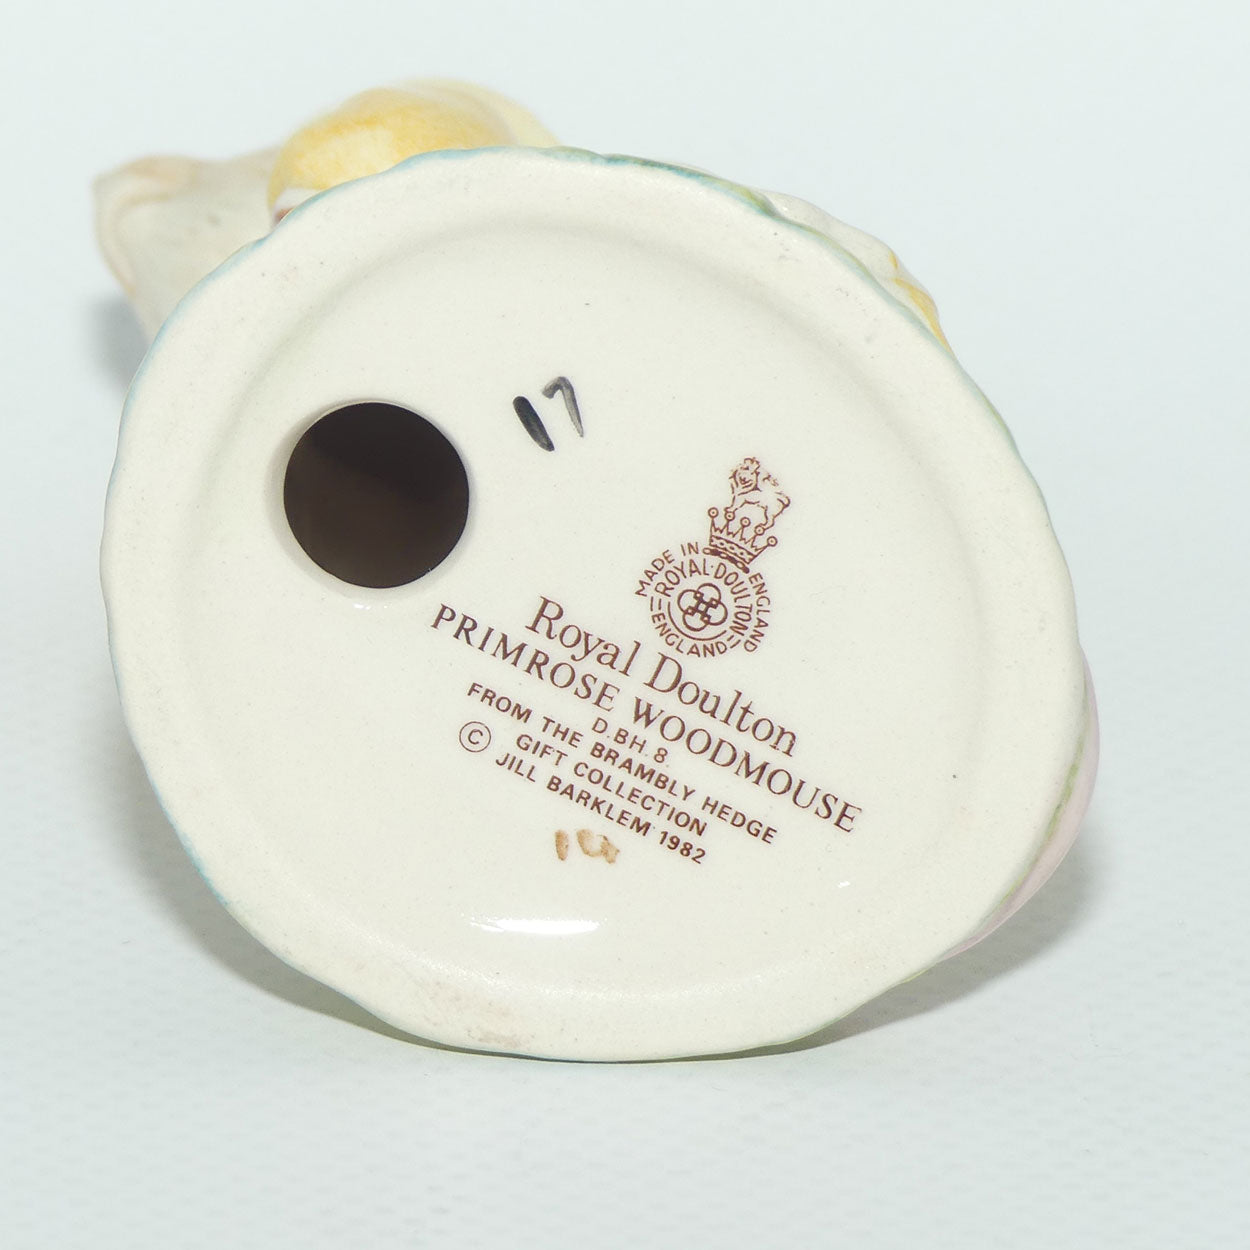 17
MADE IN ENGLAND
ROYAL·DOULTON
ENGLAND
Royal Doulton
PRIMROSE WOODMOUSE
D.BH.8.
FROM THE BRAMBLY HEDGE
GIFT COLLECTION
© JILL BARKLEM 1982